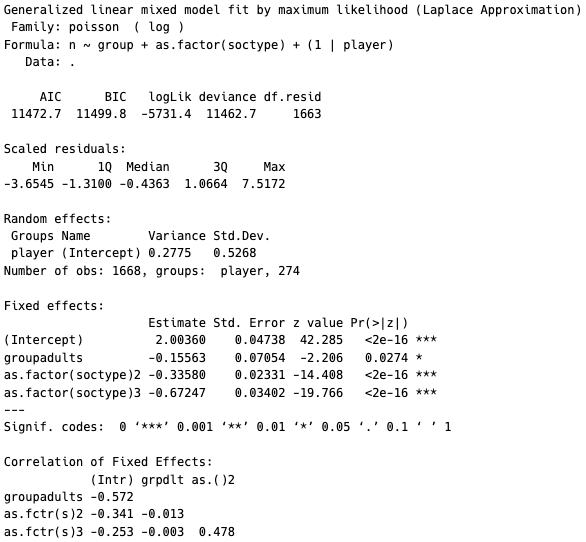 Generalized linear mixed model fit by maximum likelihood (Laplace Approximation)
Family: poisson ( log )
Formula: n ~ group + as.factor(soctype) + (1 | player)
Data: .
AIC BIC logLik deviance df.resid
11472.7 11499.8 -5731.4 11462.7 1663
Scaled residuals:
Min 1Q Median 3Q Max
-3.6545 -1.3100 -0.4363 1.0664 7.5172
Random effects:
Groups Name Variance Std.Dev.
player (Intercept) 0.2775 0.5268
Number of obs: 1668, groups: player, 274
Fixed effects:
Estimate Std. Error z value Pr(>|z|)
(Intercept) 2.00360 0.04738 42.285 <2e-16 ***
groupadults -0.15563 0.07054 -2.206 0.0274 *
as.factor(soctype)2 -0.33580 0.02331 -14.408 <2e-16 ***
as.factor(soctype)3 -0.67247 0.03402 -19.766 <2e-16 ***
---
Signif. codes: 0 ‘***’ 0.001 ‘**’ 0.01 ‘*’ 0.05 ‘.’ 0.1 ‘ ’ 1
Correlation of Fixed Effects:
(Intr) grpdlt as.()2
groupadults -0.572
as.fctr(s)2 -0.341 -0.013
as.fctr(s)3 -0.253 -0.003 0.478